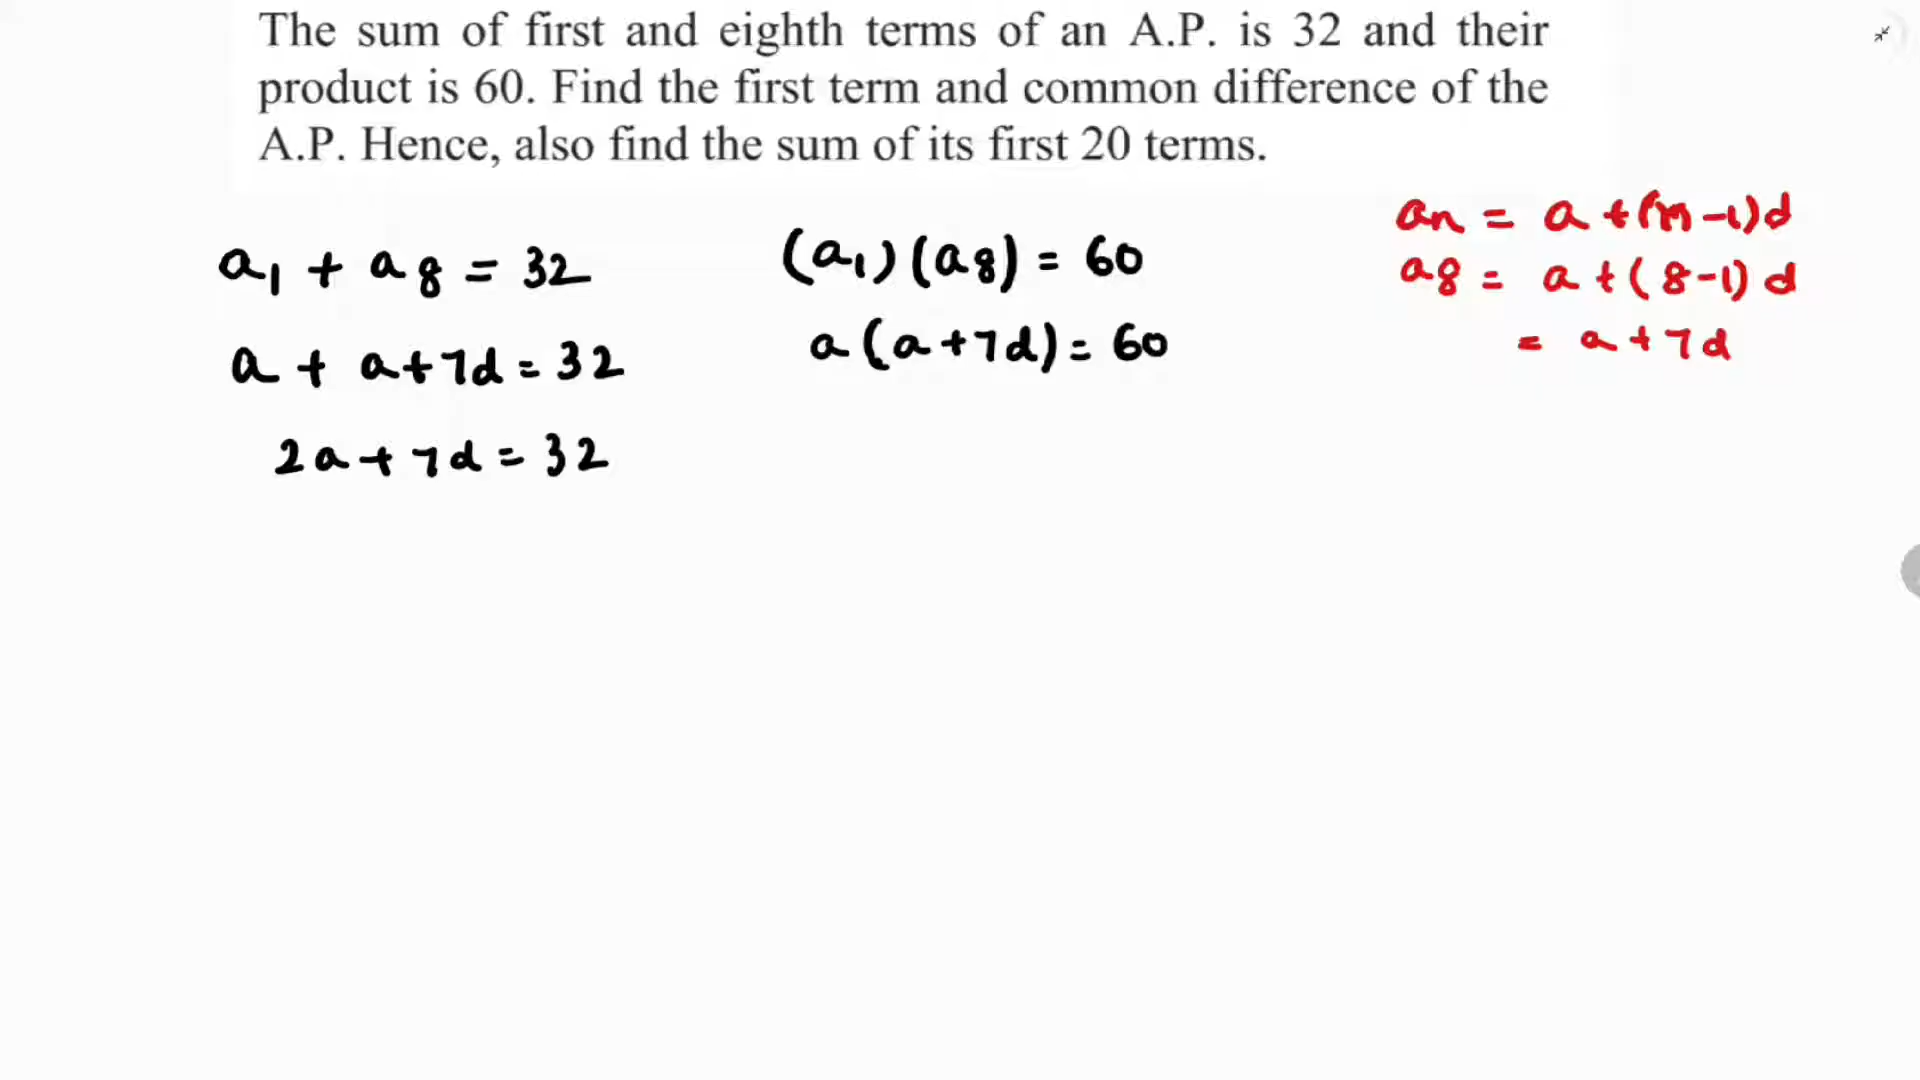 The sum of first and eighth terms of an A.P. is 32 and their
product is 60. Find the first term and common difference of the
A.P. Hence, also find the sum of its first 20 terms.
a₁ + a₈ = 32
a + a+7d = 32
2a + 7d = 32
(a₁)(a₈) = 60
a(a+7d) = 60
an = a + (n-1)d
a8 = a + (8-1)d
= a + 7d